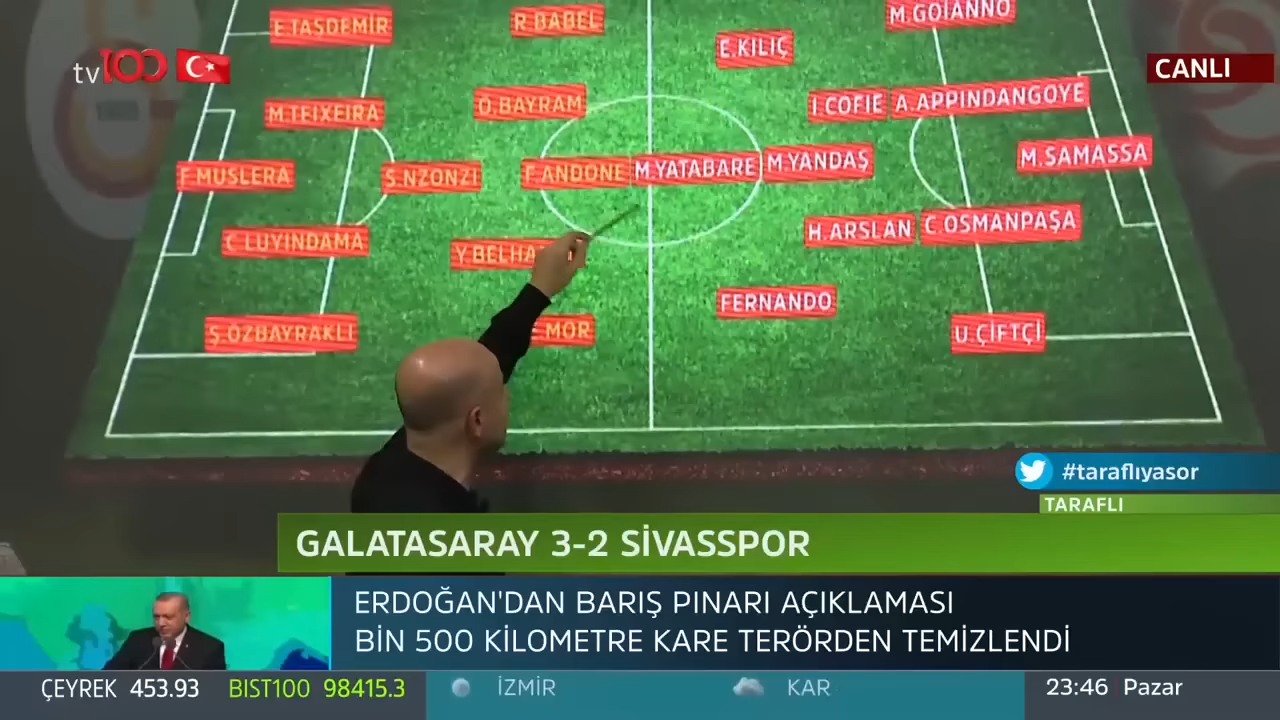 tv100
CANLI
E.TAŞDEMİR
R.BABEL
M.GOIANNO
E.KILIÇ
M.TEIXEIRA
Ö.BAYRAM
I.COFIE
A.APPINDANGOYE
F.MUSLERA
S.NZONZI
F.ANDONE
M.YATABARE
M.YANDAŞ
M.SAMASSA
C.LUYINDAMA
Y.BELHA
H.ARSLAN
C.OSMANPAŞA
Ş.ÖZBAYRAKLI
MOR
FERNANDO
U.ÇİFTÇİ
#taraflıyasor
TARAFLI
GALATASARAY 3-2 SİVASSPOR
ERDOĞAN'DAN BARIŞ PINARI AÇIKLAMASI
BİN 500 KİLOMETRE KARE TERÖRDEN TEMİZLENDİ
ÇEYREK 453.93 BIST100 98415.3 İZMİR KAR 23:46 Pazar